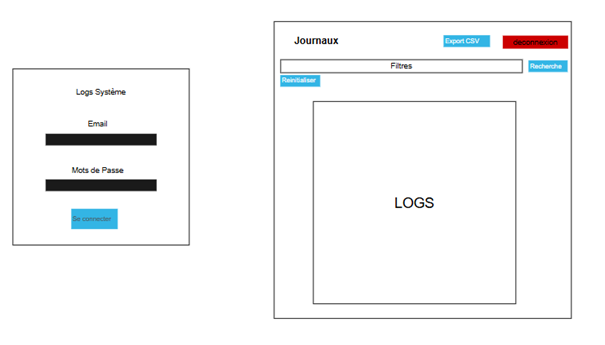 Logs Système
Email
Mots de Passe
Se connecter
Journaux
Export CSV
deconnexion
Filtres
Recherche
Reinitialiser
LOGS